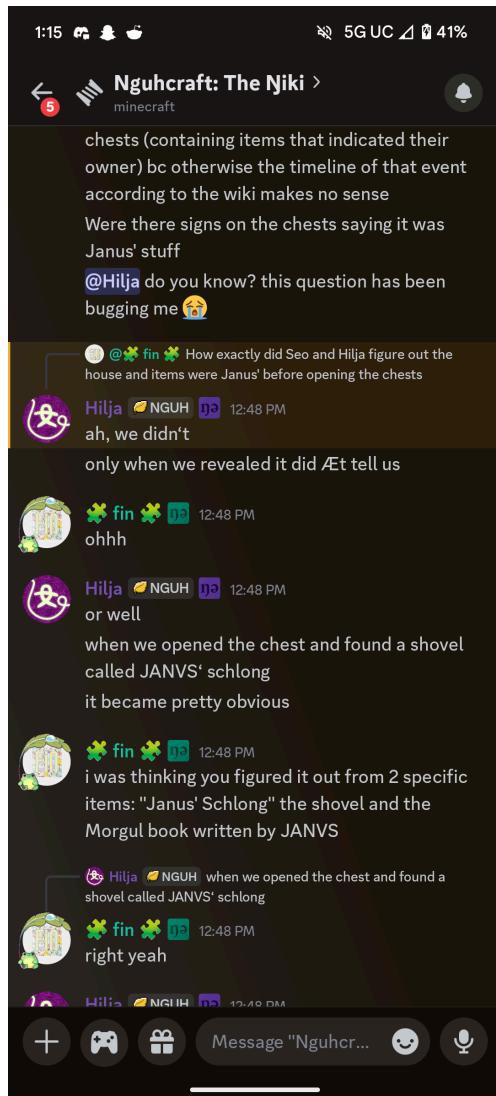 1:15
5G UC 41%
5
Nguhcraft: The Ŋiki
minecraft
chests (containing items that indicated their
owner) bc otherwise the timeline of that event
according to the wiki makes no sense
Were there signs on the chests saying it was
Janus' stuff
@Hilja do you know? this question has been
bugging me 😭
@🧩 fin 🧩 How exactly did Seo and Hilja figure out the
house and items were Janus' before opening the chests
Hilja NGUH ŋə 12:48 PM
ah, we didn‘t
only when we revealed it did Æt tell us
🧩 fin 🧩 ŋə 12:48 PM
ohhh
Hilja NGUH ŋə 12:48 PM
or well
when we opened the chest and found a shovel
called JANVS‘ schlong
it became pretty obvious
🧩 fin 🧩 ŋə 12:48 PM
i was thinking you figured it out from 2 specific
items: "Janus' Schlong" the shovel and the
Morgul book written by JANVS
Hilja NGUH when we opened the chest and found a
shovel called JANVS‘ schlong
🧩 fin 🧩 ŋə 12:48 PM
right yeah
Hilja NGUH ŋə 12:48 PM
Message "Nguhcr...